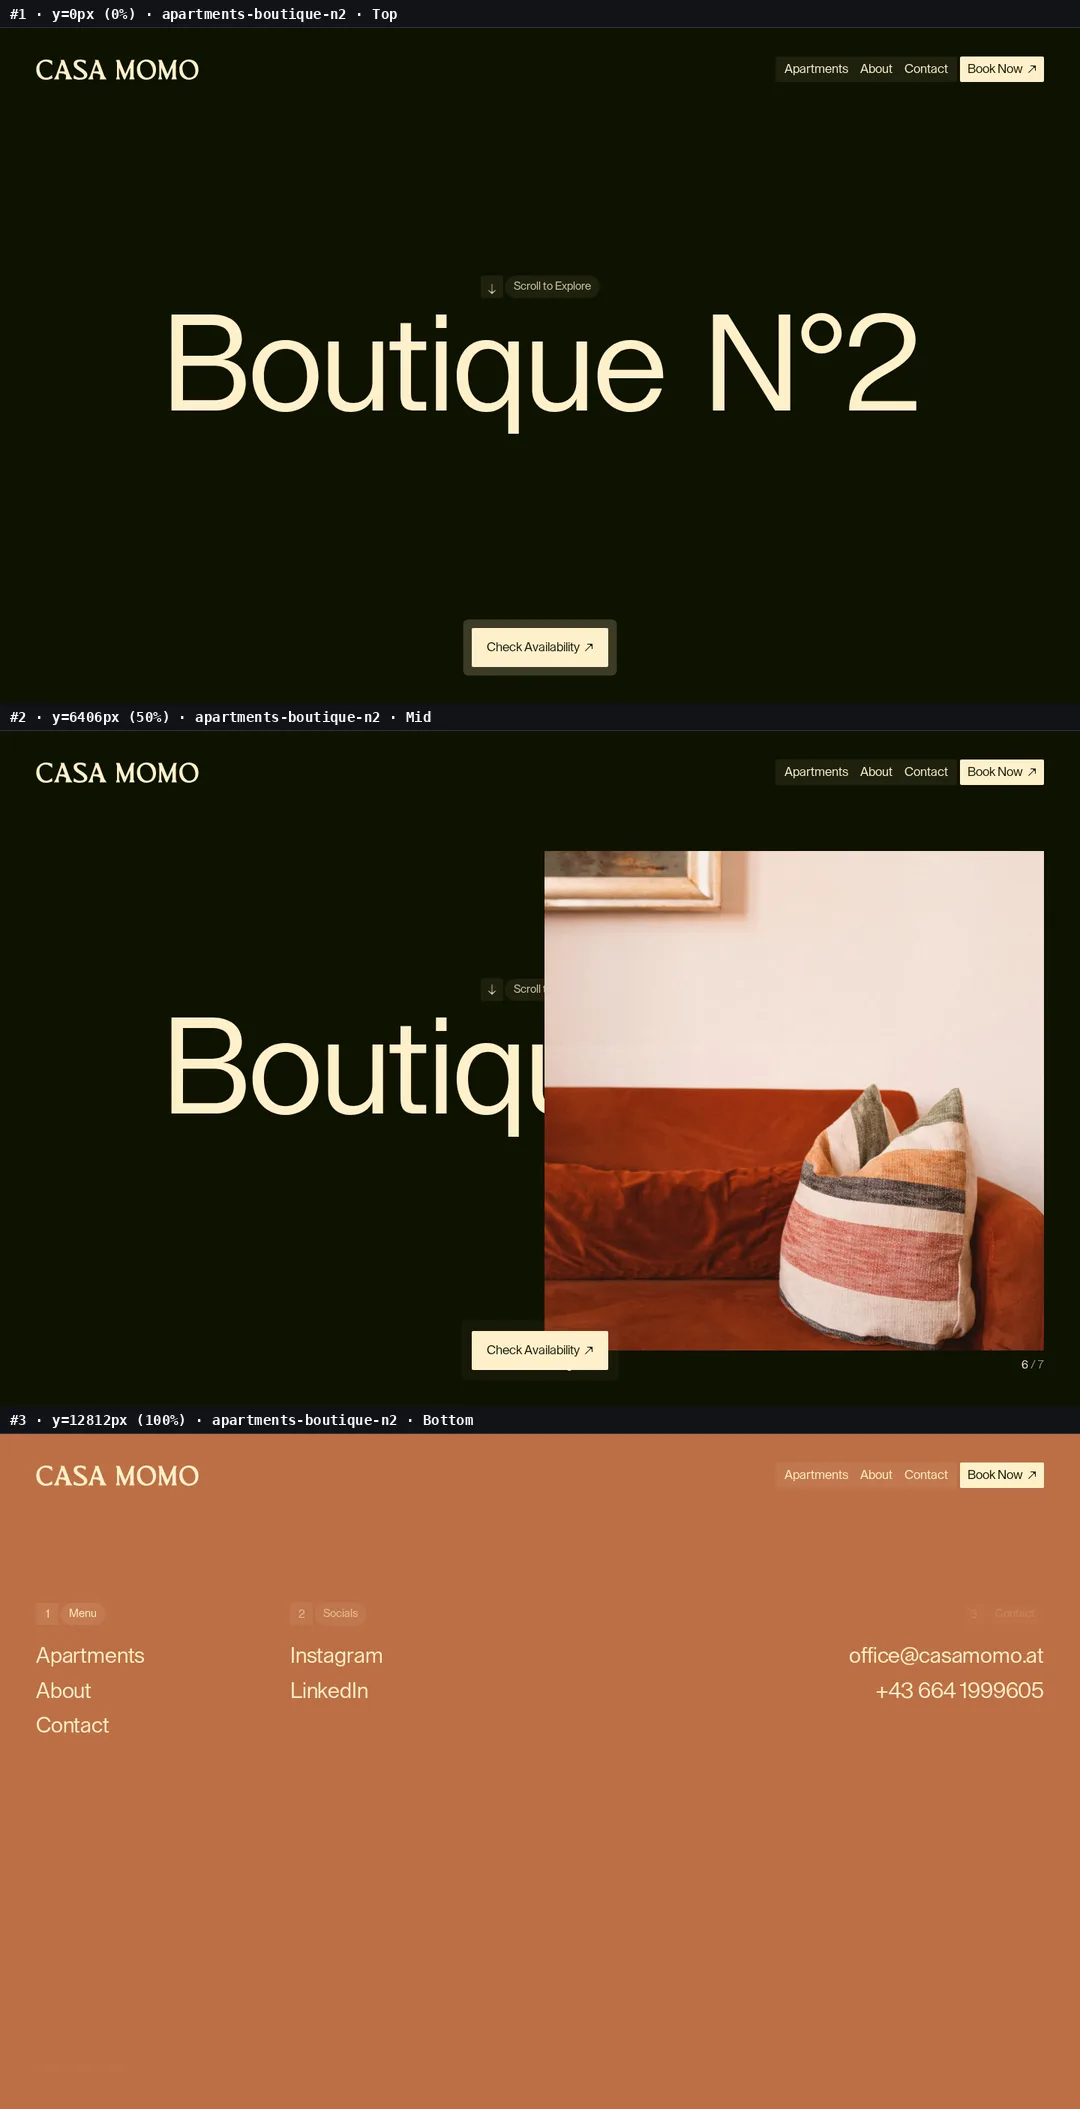 #1 · y=0px (0%) · apartments-boutique-n2 · Top
CASA MOMO
Apartments About Contact Book Now ↗
↓ Scroll to Explore
Boutique N°2
Check Availability ↗
#2 · y=6406px (50%) · apartments-boutique-n2 · Mid
CASA MOMO
Apartments About Contact Book Now ↗
↓ Scroll
Boutiqu
Check Availability ↗
6 / 7
#3 · y=12812px (100%) · apartments-boutique-n2 · Bottom
CASA MOMO
Apartments About Contact Book Now ↗
1 Menu
2 Socials
3 Contact
Apartments
Instagram
office@casamomo.at
About
LinkedIn
+43 664 1999605
Contact